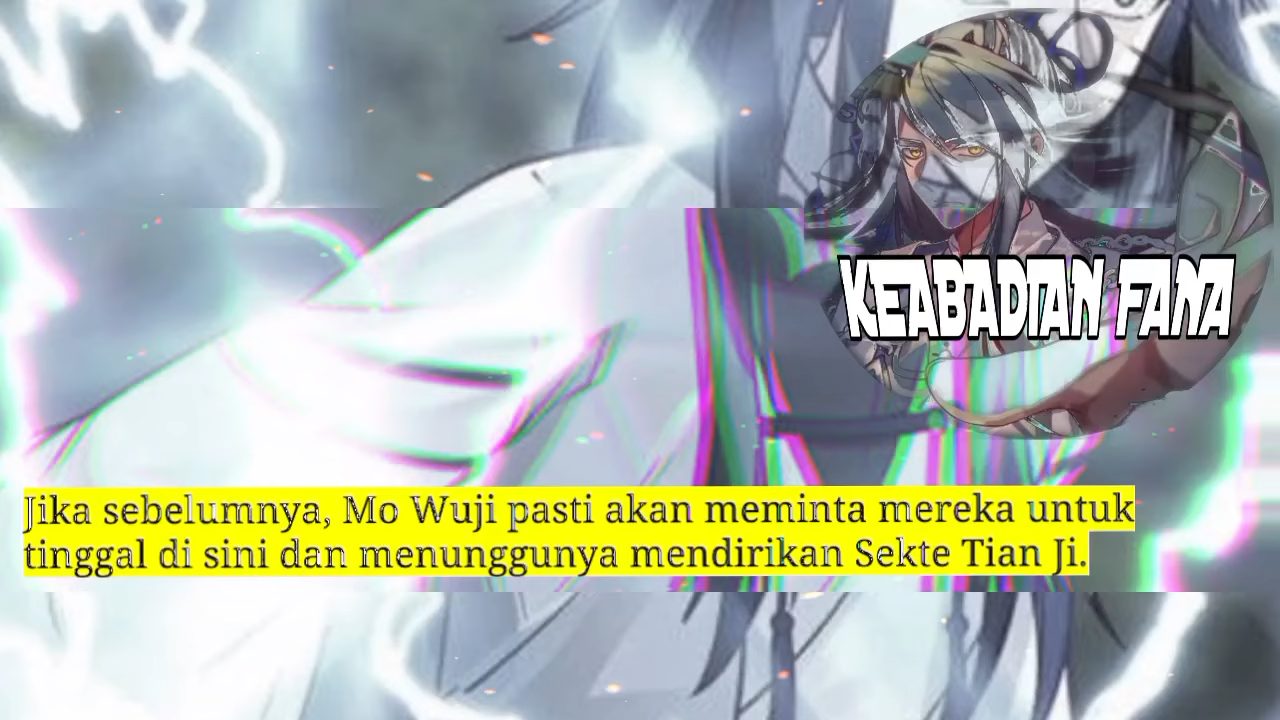 KEABADIAN FANA
Jika sebelumnya, Mo Wuji pasti akan meminta mereka untuk
tinggal di sini dan menunggunya mendirikan Sekte Tian Ji.